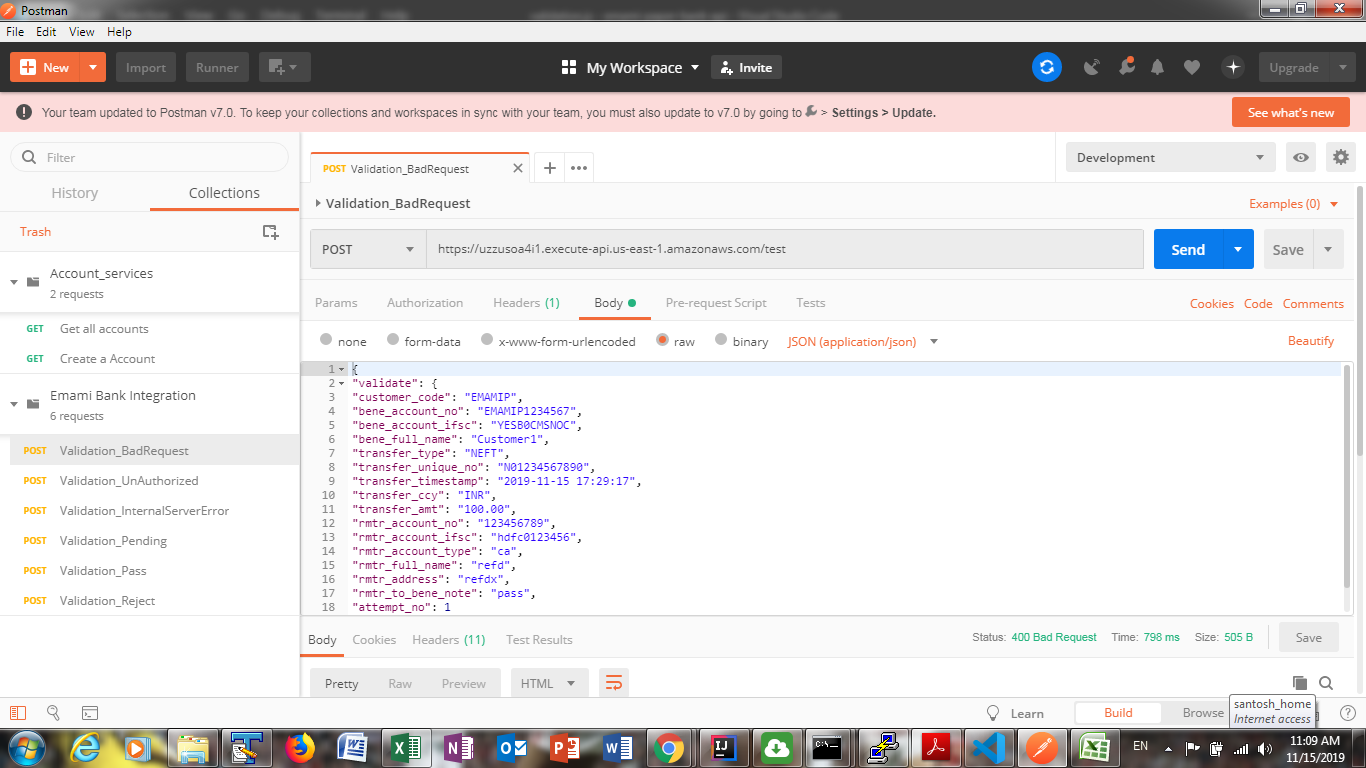 Postman
File Edit View Help
New Import Runner My Workspace Invite Upgrade
Your team updated to Postman v7.0. To keep your collections and workspaces in sync with your team, you must also update to v7.0 by going to > Settings > Update.
See what's new
Filter
History Collections
Trash
Account_services
2 requests
GET Get all accounts
GET Create a Account
Emami Bank Integration
6 requests
POST Validation_BadRequest
POST Validation_UnAuthorized
POST Validation_InternalServerError
POST Validation_Pending
POST Validation_Pass
POST Validation_Reject
POST Validation_BadRequest
Development
Validation_BadRequest
Examples (0)
POST https://uzzusoa4i1.execute-api.us-east-1.amazonaws.com/test Send Save
Params Authorization Headers (1) Body Pre-request Script Tests Cookies Code Comments
none form-data x-www-form-urlencoded raw binary JSON (application/json) Beautify
1 {
2 "validate": {
3 "customer_code": "EMAMIP",
4 "bene_account_no": "EMAMIP1234567",
5 "bene_account_ifsc": "YESB0CMSNOC",
6 "bene_full_name": "Customer1",
7 "transfer_type": "NEFT",
8 "transfer_unique_no": "N01234567890",
9 "transfer_timestamp": "2019-11-15 17:29:17",
10 "transfer_ccy": "INR",
11 "transfer_amt": "100.00",
12 "rmtr_account_no": "123456789",
13 "rmtr_account_ifsc": "hdfc0123456",
14 "rmtr_account_type": "ca",
15 "rmtr_full_name": "refd",
16 "rmtr_address": "refdx",
17 "rmtr_to_bene_note": "pass",
18 "attempt_no": 1
Body Cookies Headers (11) Test Results Status: 400 Bad Request Time: 798 ms Size: 505 B Save
Pretty Raw Preview HTML
Learn Build Browse
santosh_home
Internet access
EN
11:09 AM
11/15/2019